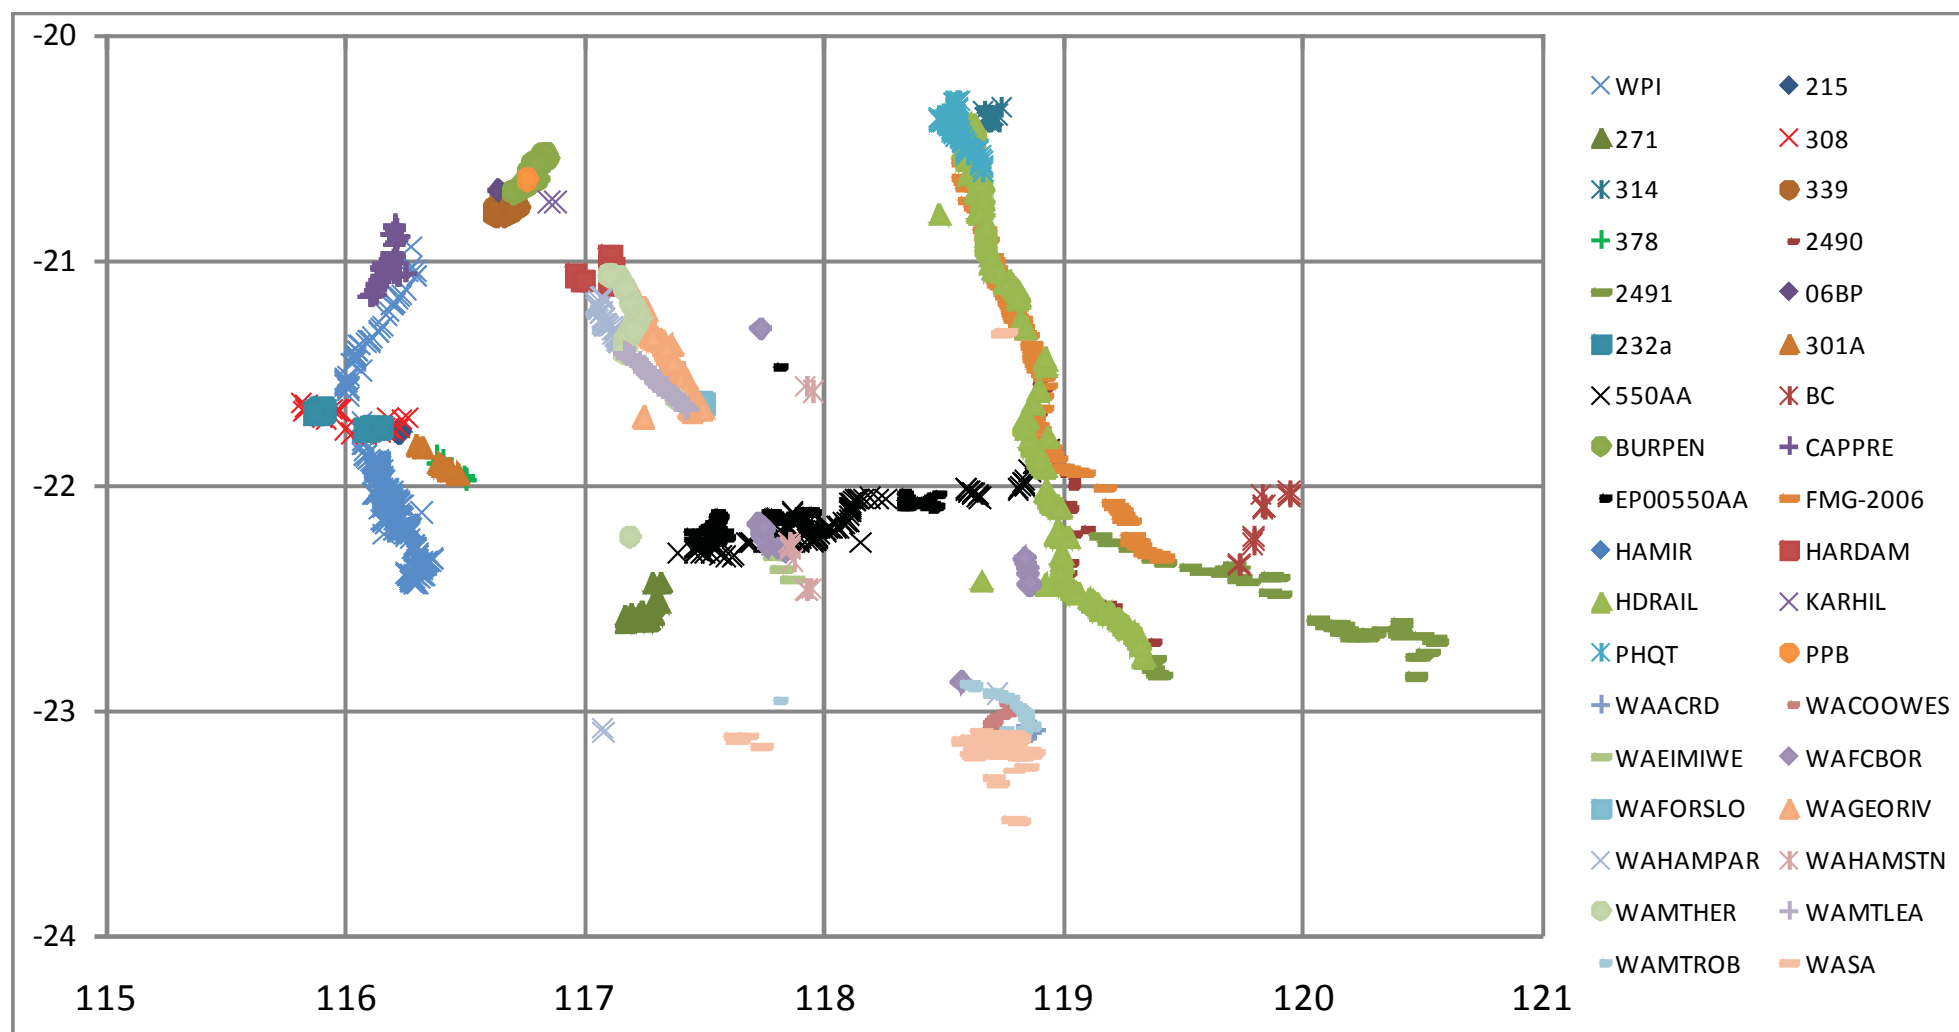 -20
-21
-22
-23
-24
115 116 117 118 119 120 121
WPI 215
271 308
314 339
378 2490
2491 06BP
232a 301A
550AA BC
BURPEN CAPPRE
EP00550AA FMG-2006
HAMIR HARDAM
HDRAIL KARHIL
PHQT PPB
WAACRD WACOOWES
WAEIMIWE WAFCBOR
WAFORSLO WAGEORIV
WAHAMPAR WAHAMSTN
WAMTHER WAMTLEA
WAMTROB WASA